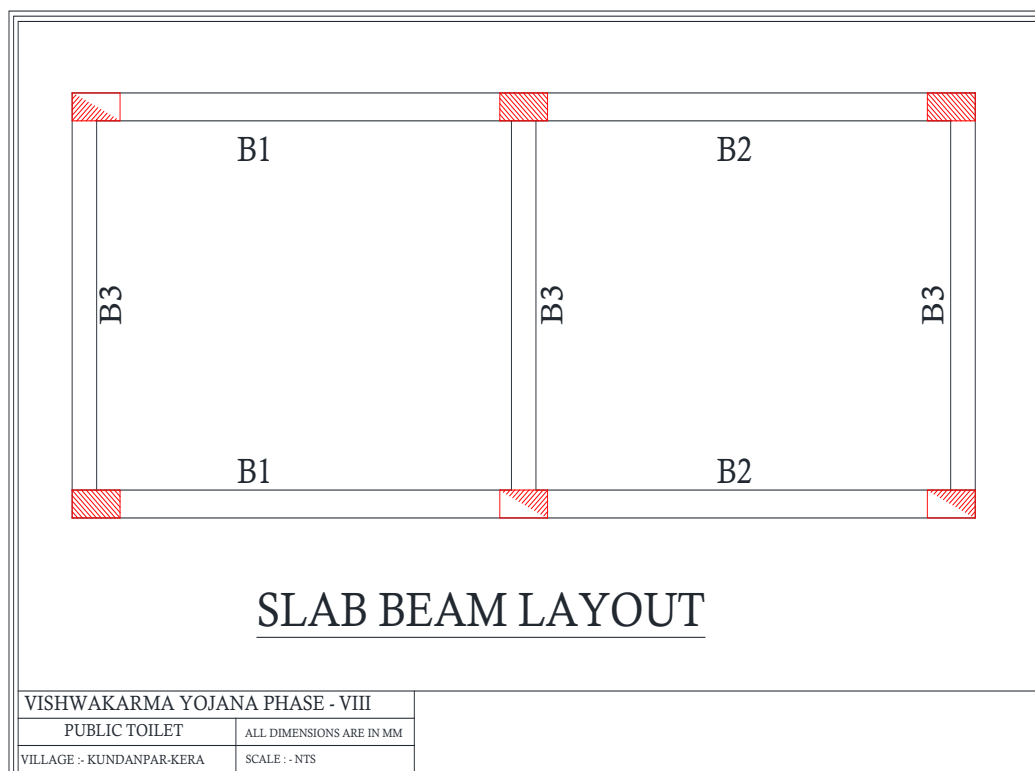 B1
B2
B3
B3
B3
B1
B2
SLAB BEAM LAYOUT
VISHWAKARMA YOJANA PHASE - VIII
PUBLIC TOILET
ALL DIMENSIONS ARE IN MM
VILLAGE :- KUNDANPAR-KERA
SCALE : - NTS